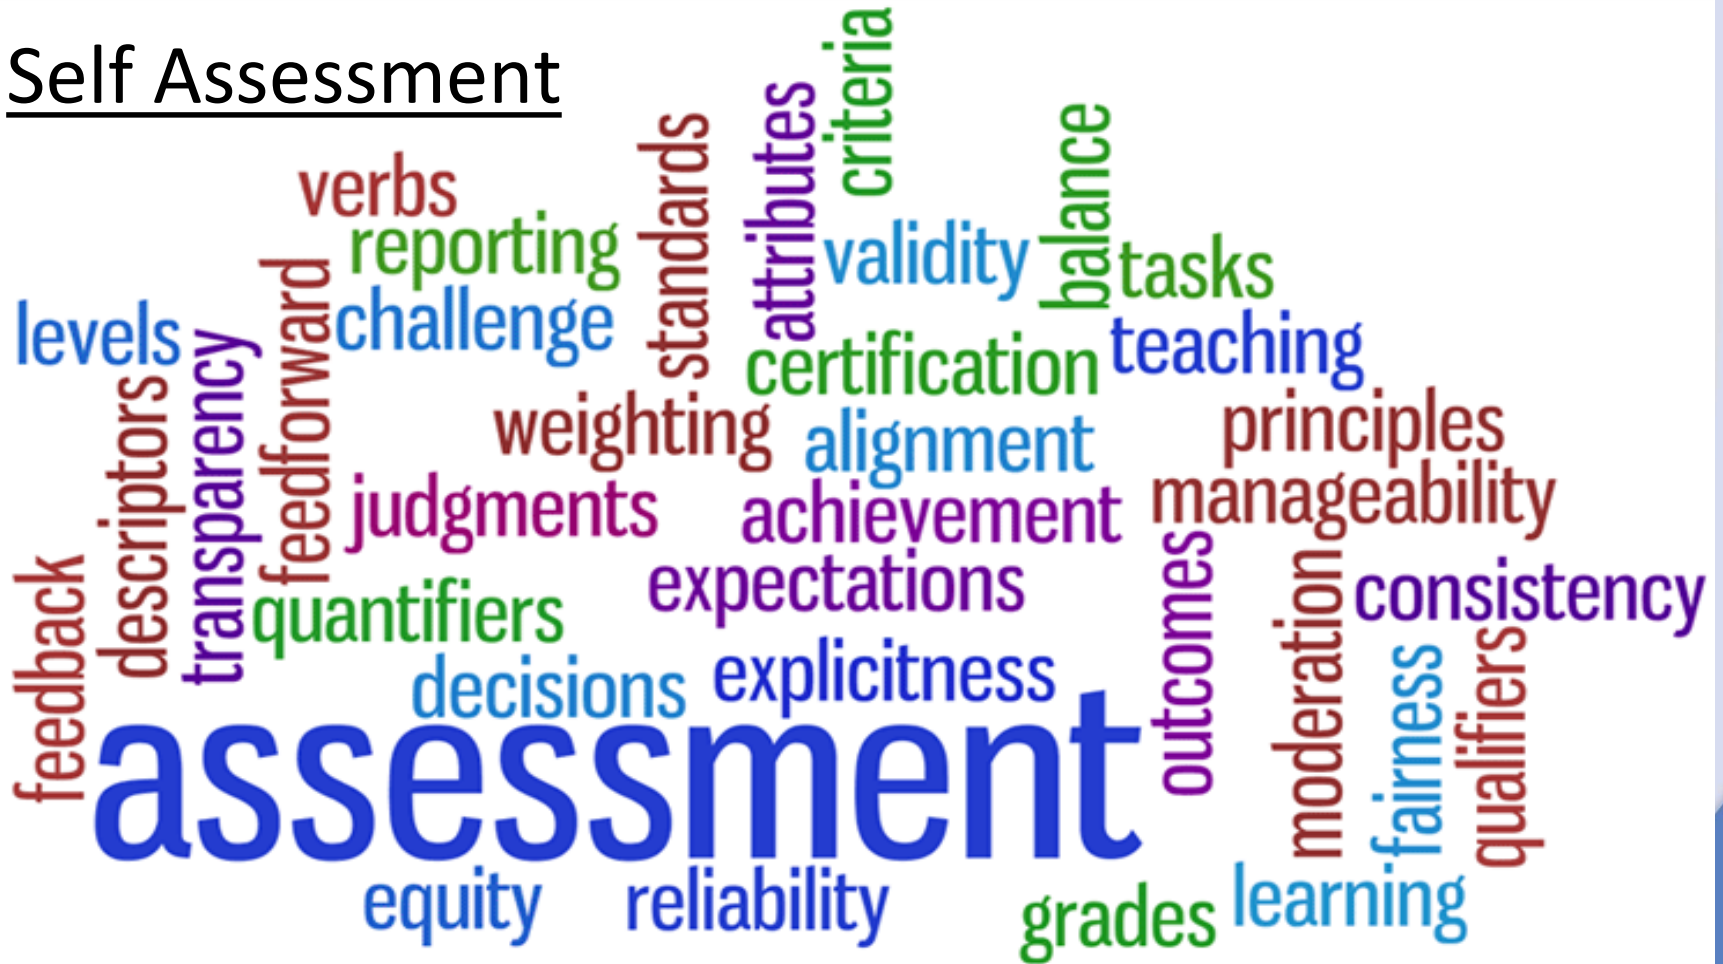 Self Assessment
criteria
attributes
standards
balance
verbs
reporting
validity
tasks
levels
feedforward
challenge
transparency
certification
teaching
descriptors
weighting
alignment
principles
judgments
achievement
manageability
feedback
quantifiers
expectations
outcomes
moderation
consistency
decisions
explicitness
fairness
qualifiers
assessment
equity
reliability
grades
learning